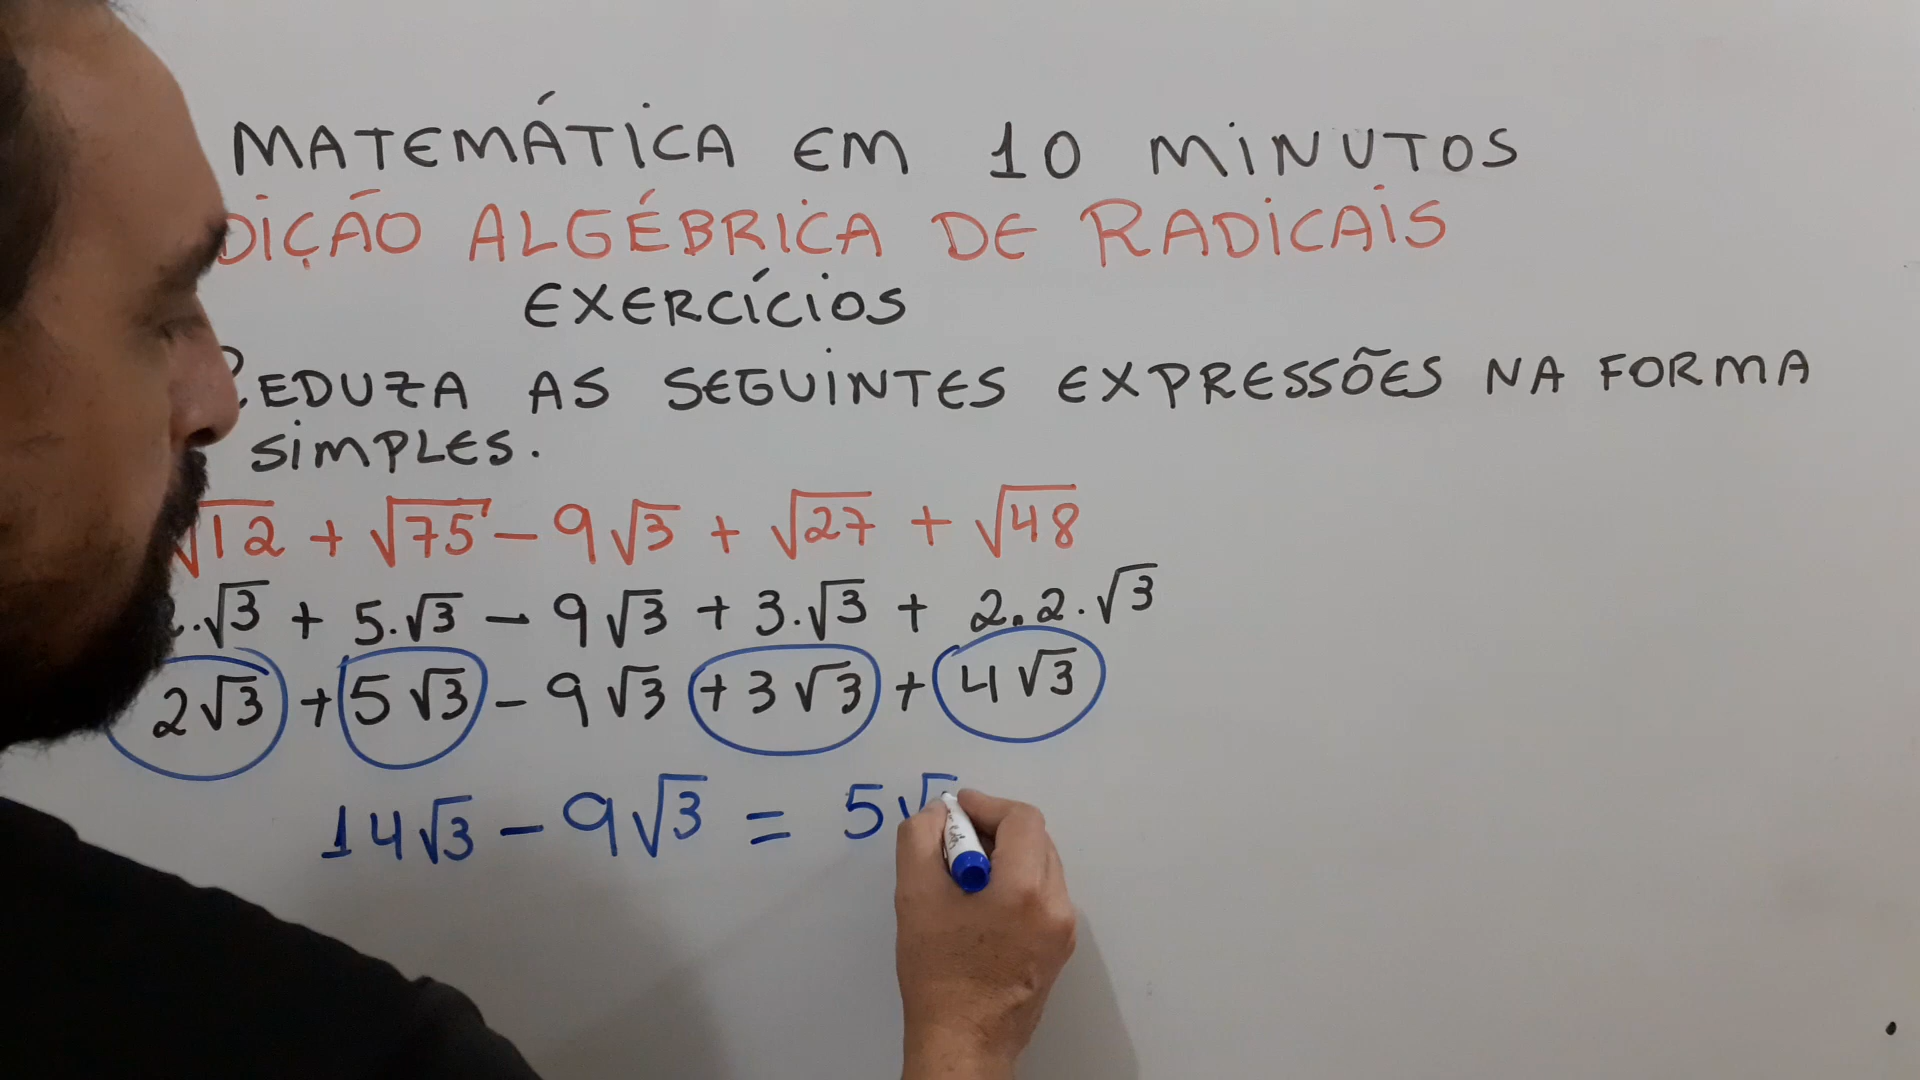 MATEMÁTICA EM 10 MINUTOS
DIÇÃO ALGÉBRICA DE RADICAIS
EXERCÍCIOS
REDUZA AS SEGUINTES EXPRESSÕES NA FORMA
SIMPLES.
√12 + √75 - 9√3 + √27 + √48
.√3 + 5.√3 - 9√3 + 3.√3 + 2.2.√3
2√3 + 5√3 - 9√3 + 3√3 + 4√3
14√3 - 9√3 = 5√